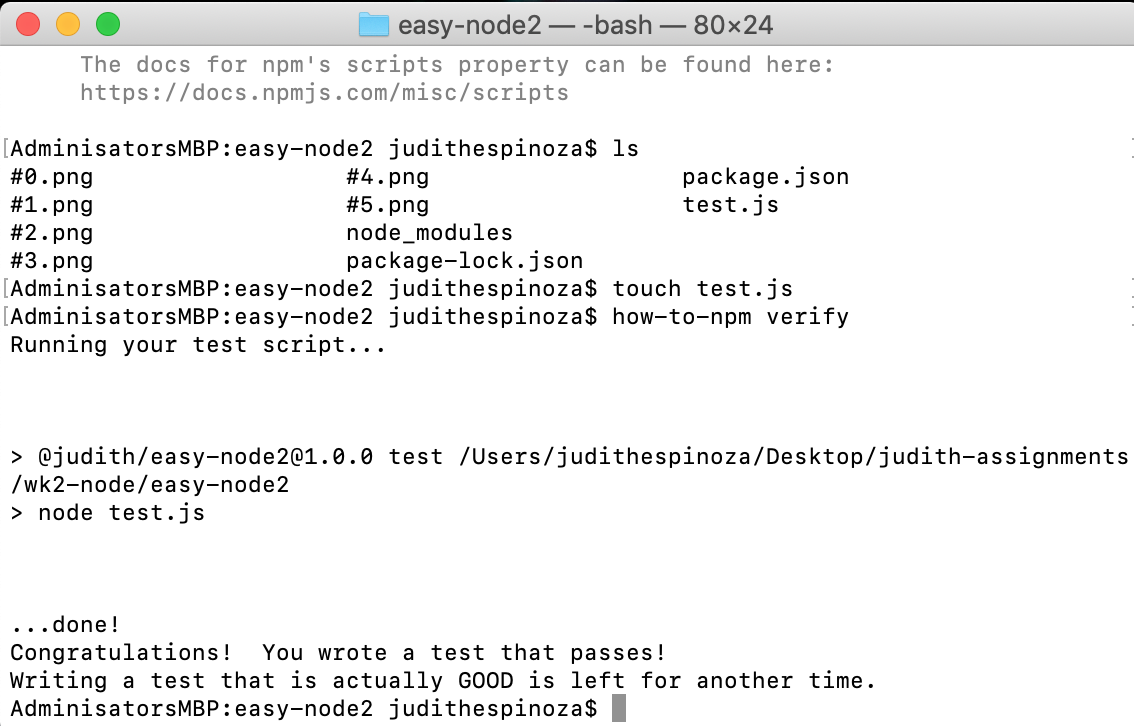 easy-node2 — -bash — 80×24
The docs for npm's scripts property can be found here:
https://docs.npmjs.com/misc/scripts
[AdminisatorsMBP:easy-node2 judithespinoza$ ls
#0.png #4.png package.json
#1.png #5.png test.js
#2.png node_modules
#3.png package-lock.json
[AdminisatorsMBP:easy-node2 judithespinoza$ touch test.js
[AdminisatorsMBP:easy-node2 judithespinoza$ how-to-npm verify
Running your test script...
> @judith/easy-node2@1.0.0 test /Users/judithespinoza/Desktop/judith-assignments
/wk2-node/easy-node2
> node test.js
...done!
Congratulations!  You wrote a test that passes!
Writing a test that is actually GOOD is left for another time.
AdminisatorsMBP:easy-node2 judithespinoza$